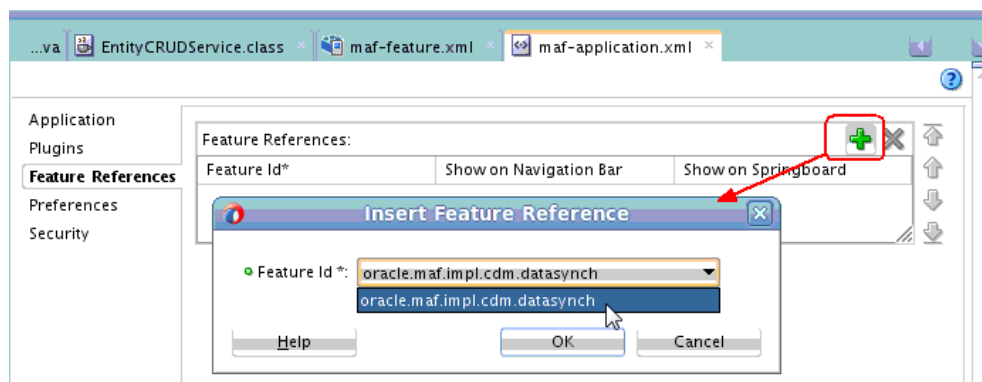 ...va EntityCRUDService.class maf-feature.xml maf-application.xml
Application
Plugins
Feature References
Preferences
Security
Feature References:
Feature Id* Show on Navigation Bar Show on Springboard
Insert Feature Reference
Feature Id *: oracle.maf.impl.cdm.datasynch
oracle.maf.impl.cdm.datasynch
Help OK Cancel